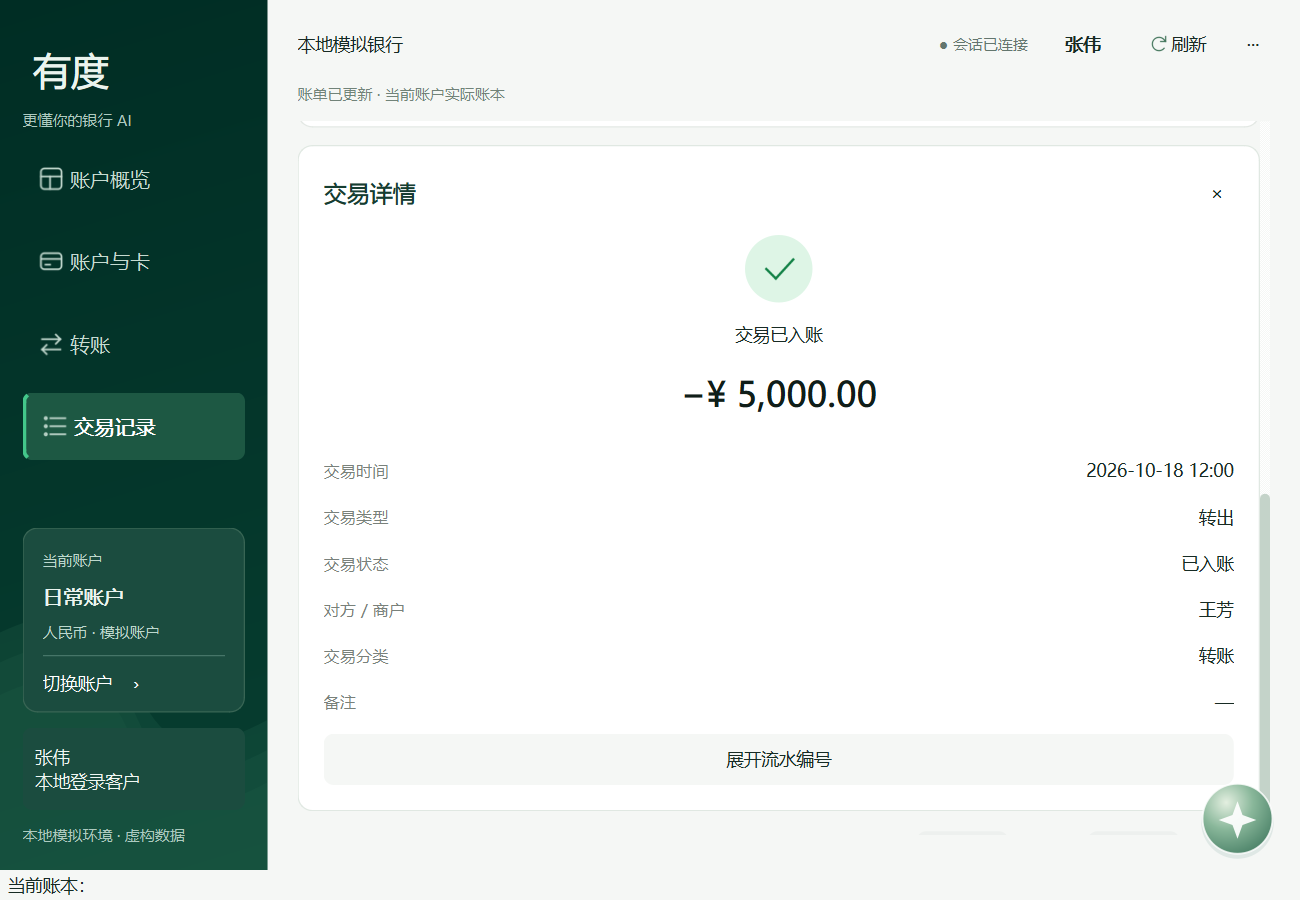 有度
更懂你的银行 AI
账户概览
账户与卡
转账
交易记录
当前账户
日常账户
人民币 · 模拟账户
切换账户 ›
张伟
本地登录客户
本地模拟环境 · 虚构数据
本地模拟银行
● 会话已连接 张伟 刷新 ...
账单已更新 · 当前账户实际账本
交易详情 ×
交易已入账
−¥ 5,000.00
交易时间 2026-10-18 12:00
交易类型 转出
交易状态 已入账
对方 / 商户 王芳
交易分类 转账
备注 —
展开流水编号
当前账本: